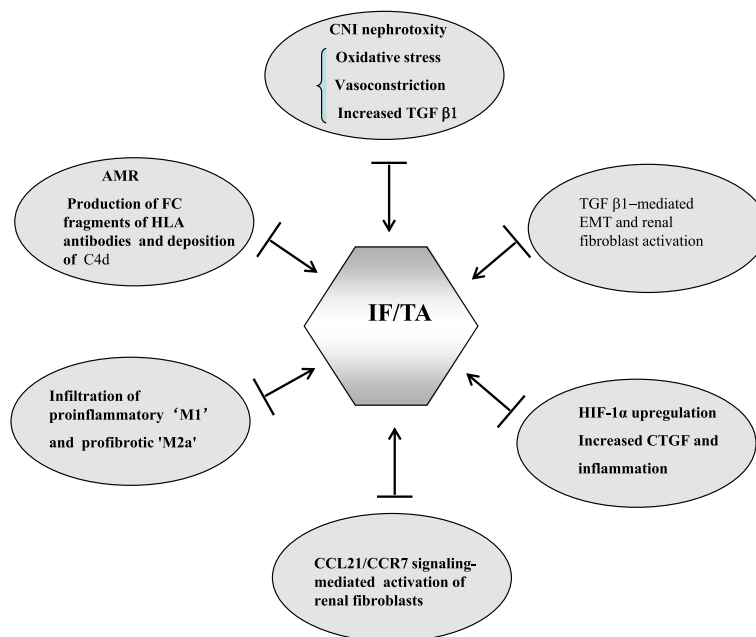 CNI nephrotoxity
Oxidative stress
Vasoconstriction
Increased TGF β1
AMR
Production of FC
fragments of HLA
antibodies and deposition
of C4d
TGF β1–mediated
EMT and renal
fibroblast activation
IF/TA
Infiltration of
proinflammatory ‘M1’
and profibrotic 'M2a'
HIF-1α upregulation
Increased CTGF and
inflammation
CCL21/CCR7 signaling-
mediated activation of
renal fibroblasts